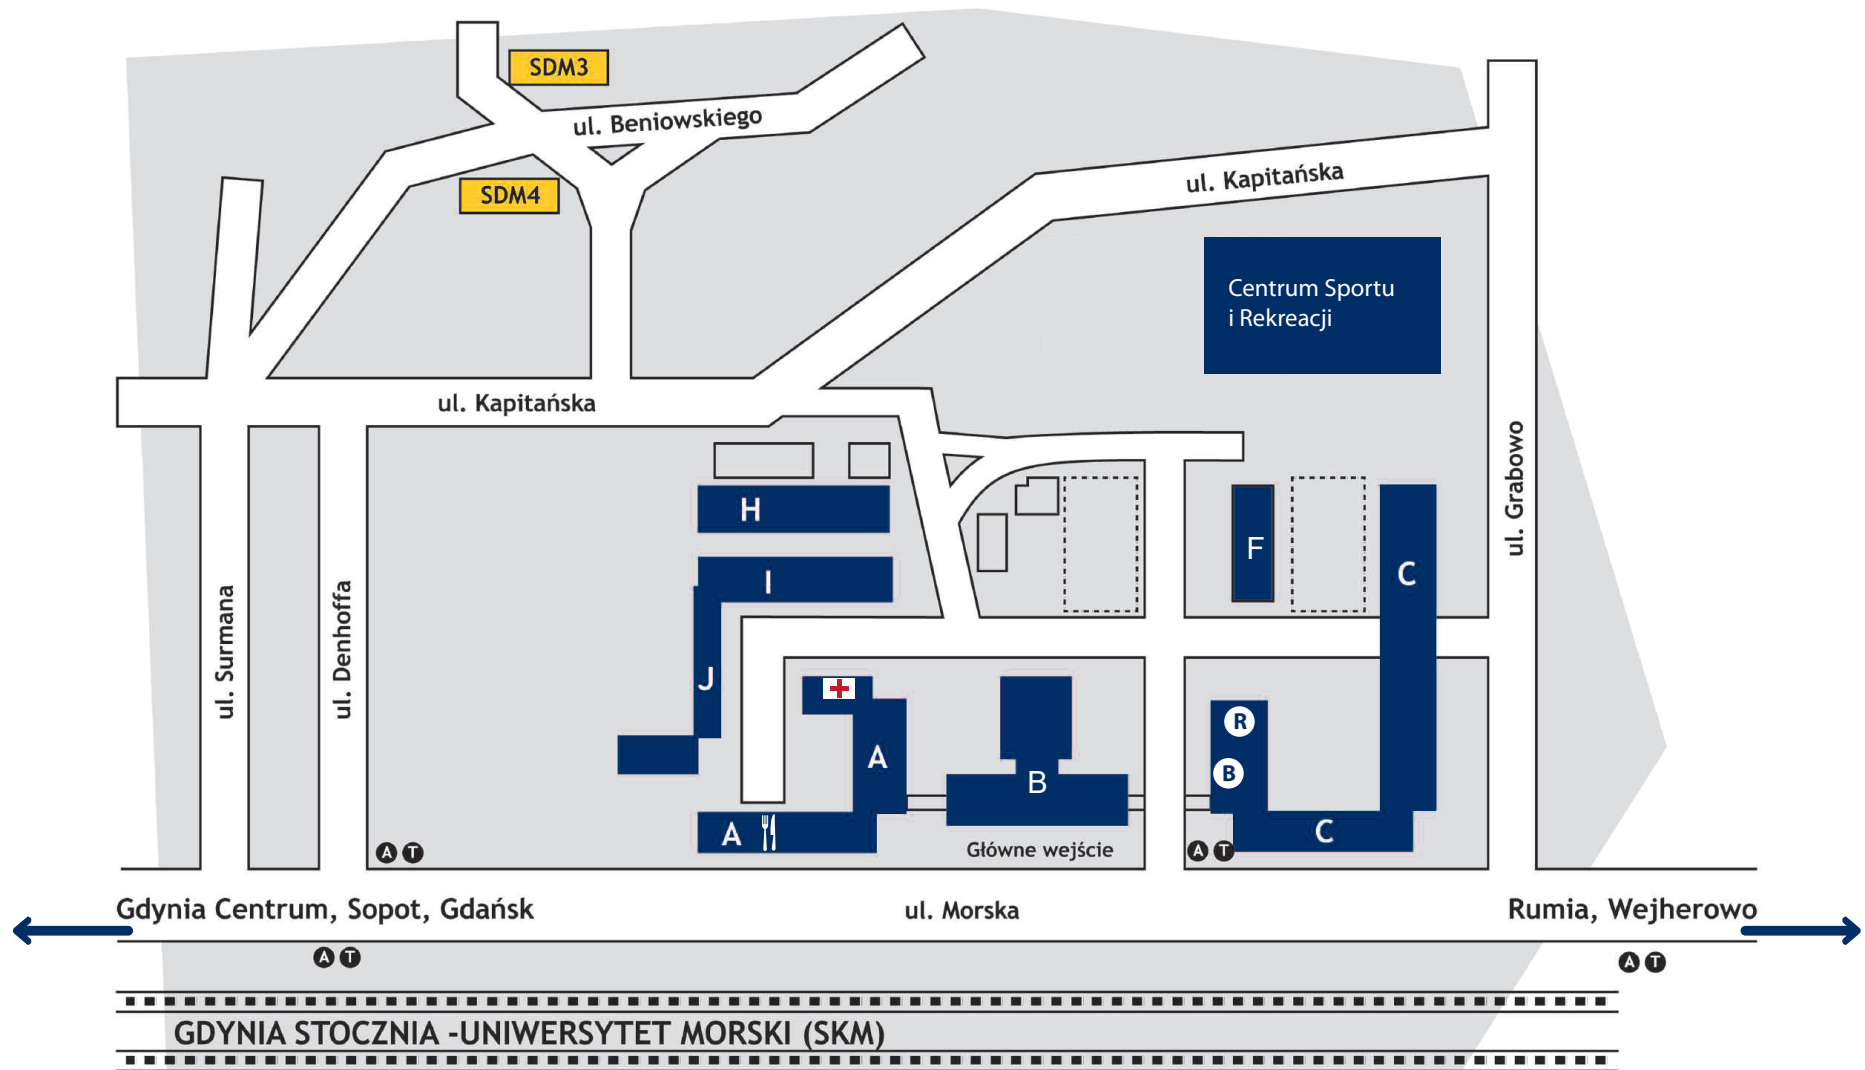 SDM3
ul. Beniowskiego
SDM4
ul. Kapitańska
Centrum Sportu
i Rekreacji
ul. Kapitańska
ul. Grabowo
H
F
C
I
ul. Surmana
ul. Denhoffa
J
R
A
B
B
A
C
Główne wejście
A T
A T
Gdynia Centrum, Sopot, Gdańsk
ul. Morska
Rumia, Wejherowo
A T
A T
GDYNIA STOCZNIA -UNIWERSYTET MORSKI (SKM)